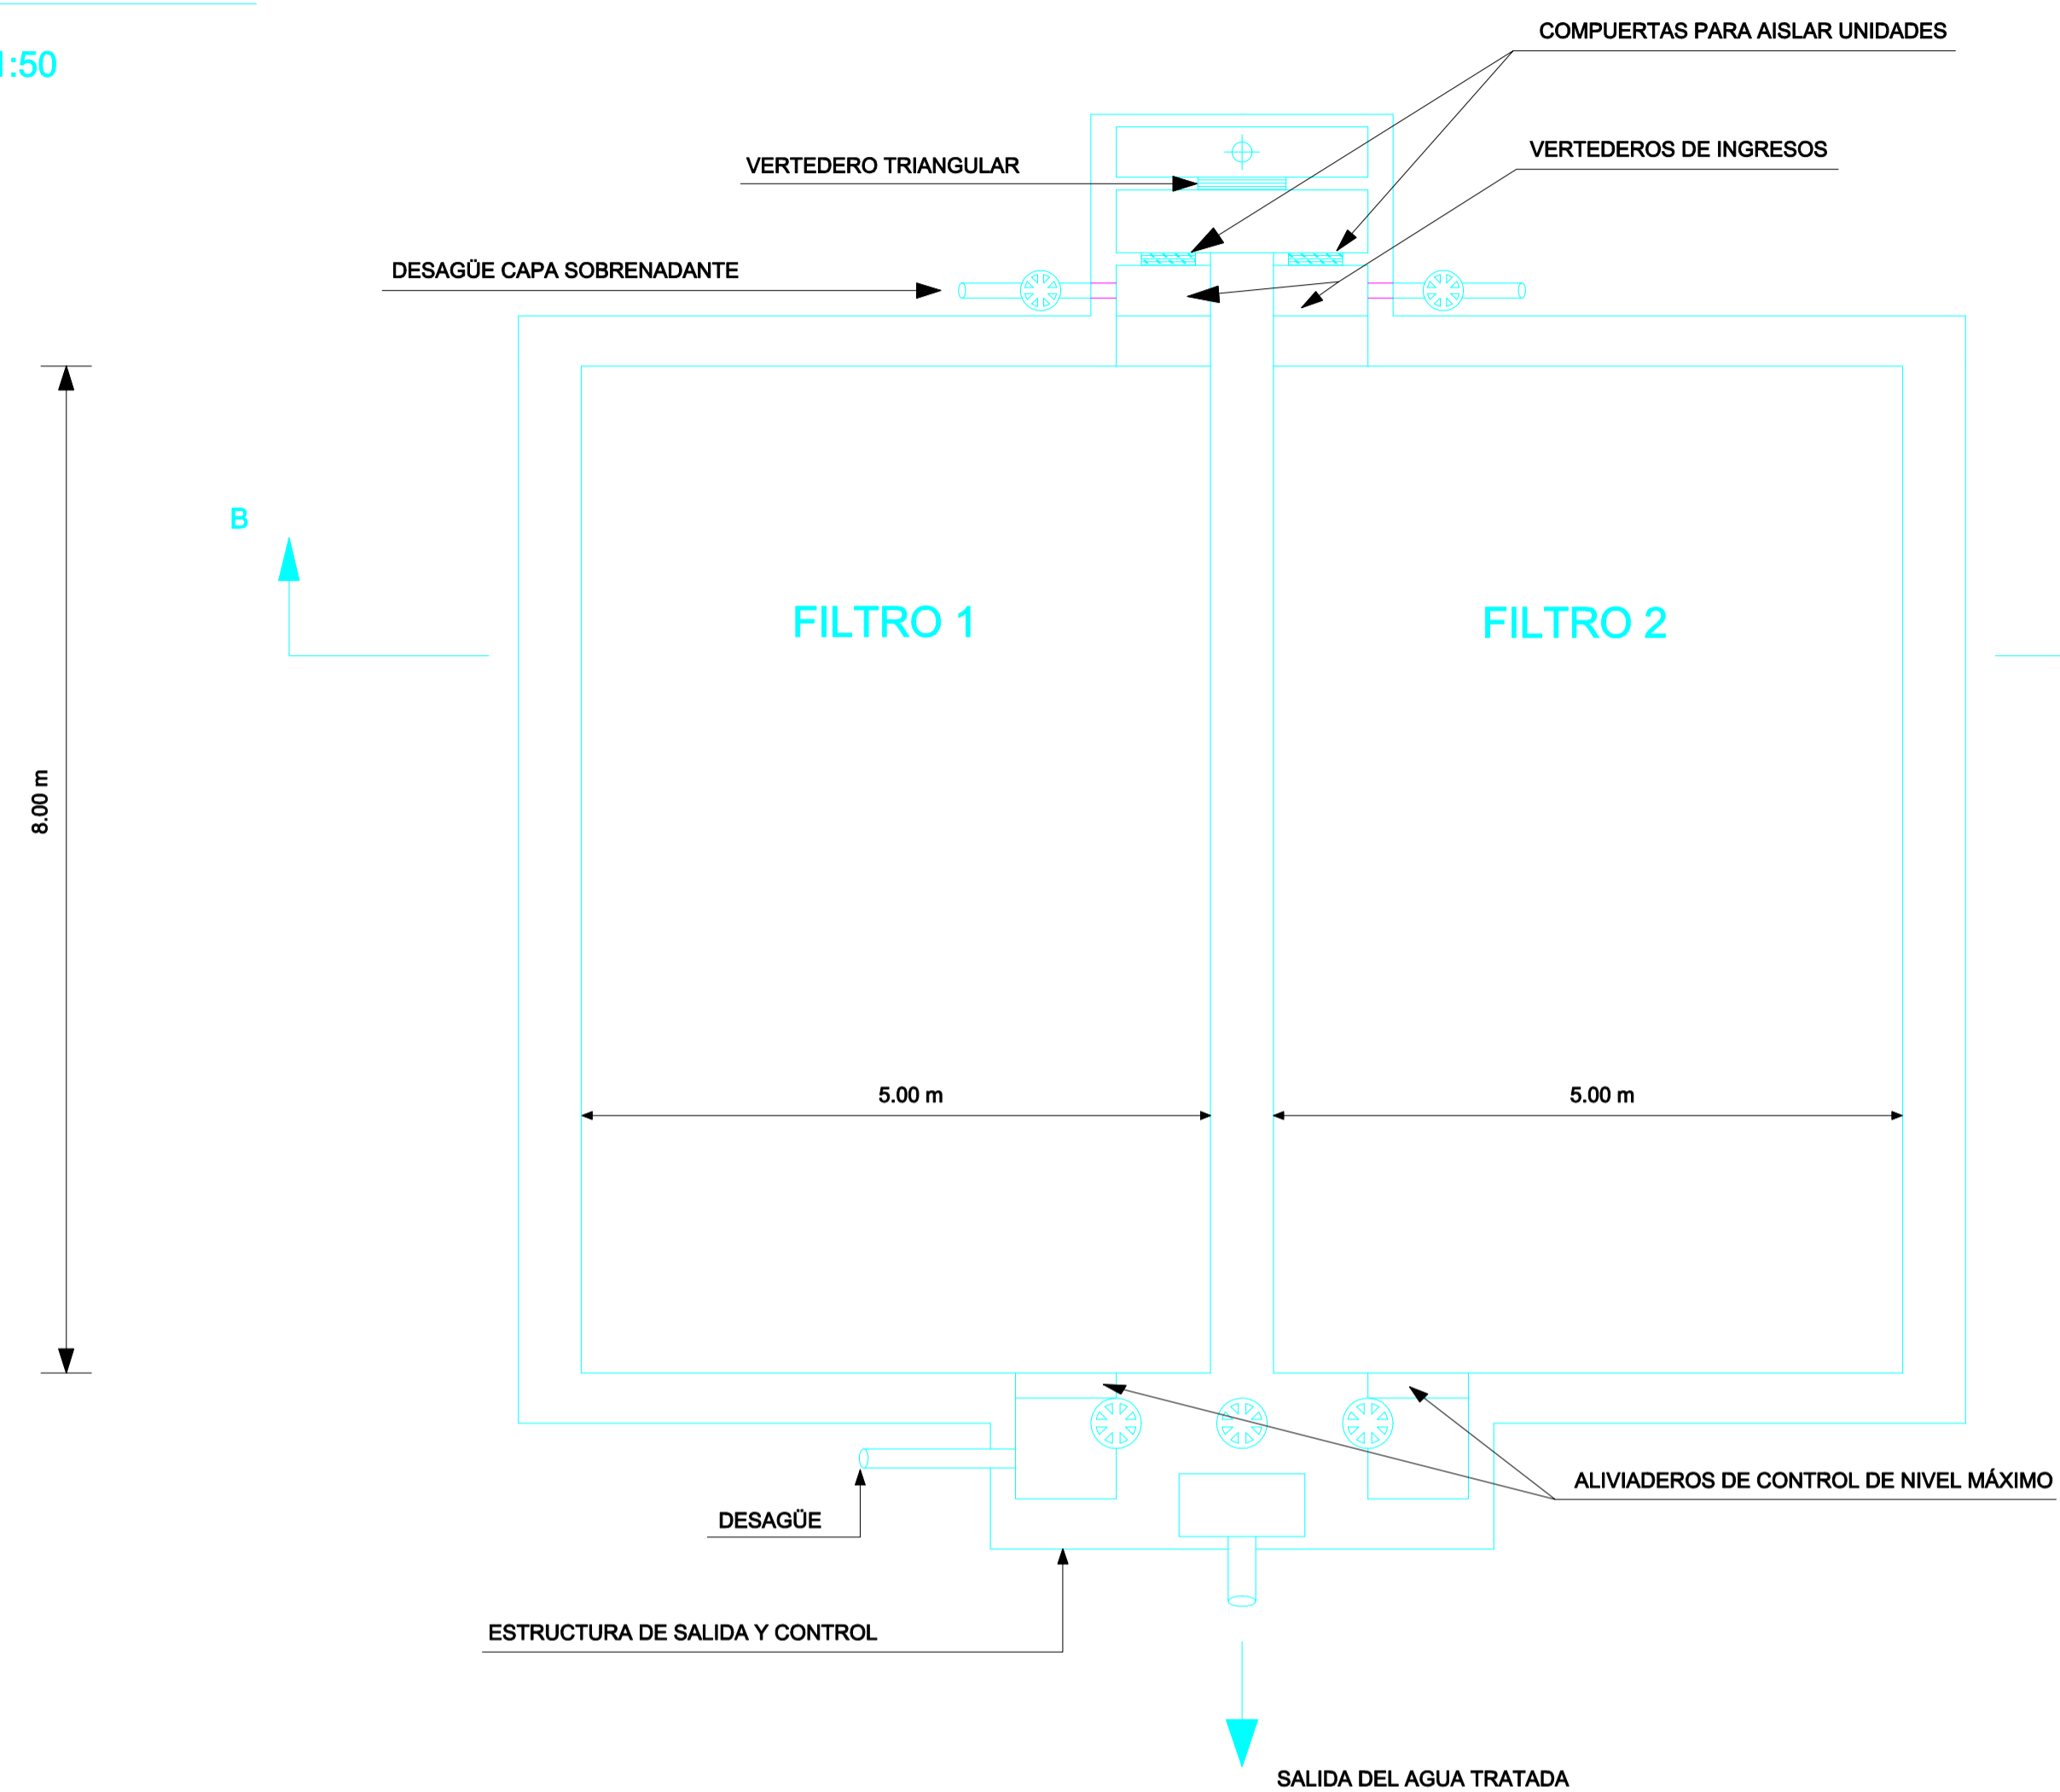 COMPUERTAS PARA AISLAR UNIDADES
:50
VERTEDEROS DE INGRESOS
VERTEDERO TRIANGULAR
DESAGÜE CAPA SOBRENADANTE
B
FILTRO 1
FILTRO 2
8.00 m
5.00 m
5.00 m
ALIVIADEROS DE CONTROL DE NIVEL MÁXIMO
DESAGÜE
ESTRUCTURA DE SALIDA Y CONTROL
SALIDA DEL AGUA TRATADA